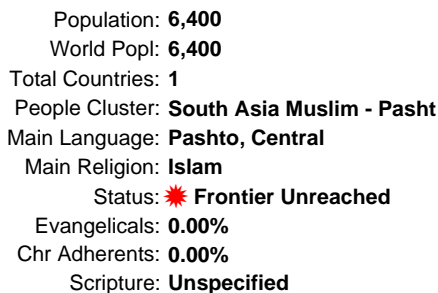 Population: 6,400
World Popl: 6,400
Total Countries: 1
People Cluster: South Asia Muslim - Pasht
Main Language: Pashto, Central
Main Religion: Islam
Status: Frontier Unreached
Evangelicals: 0.00%
Chr Adherents: 0.00%
Scripture: Unspecified